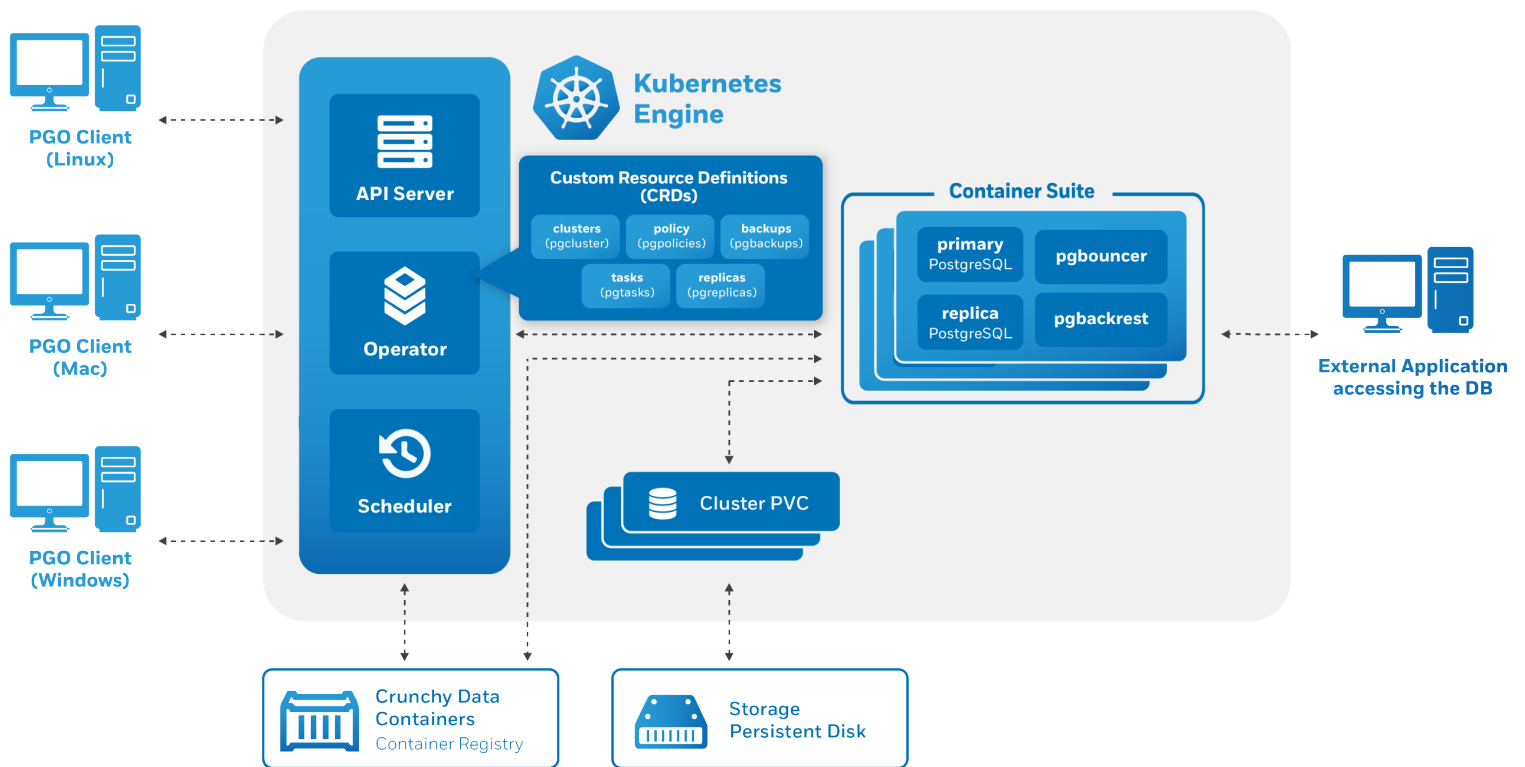 PGO Client
(Linux)
PGO Client
(Mac)
PGO Client
(Windows)
API Server
Operator
Scheduler
Kubernetes
Engine
Custom Resource Definitions
(CRDs)
clusters
(pgcluster)
policy
(pgpolicies)
backups
(pgbackups)
tasks
(pgtasks)
replicas
(pgreplicas)
Container Suite
primary
PostgreSQL
pgbouncer
replica
PostgreSQL
pgbackrest
Cluster PVC
External Application
accessing the DB
Crunchy Data
Containers
Container Registry
Storage
Persistent Disk